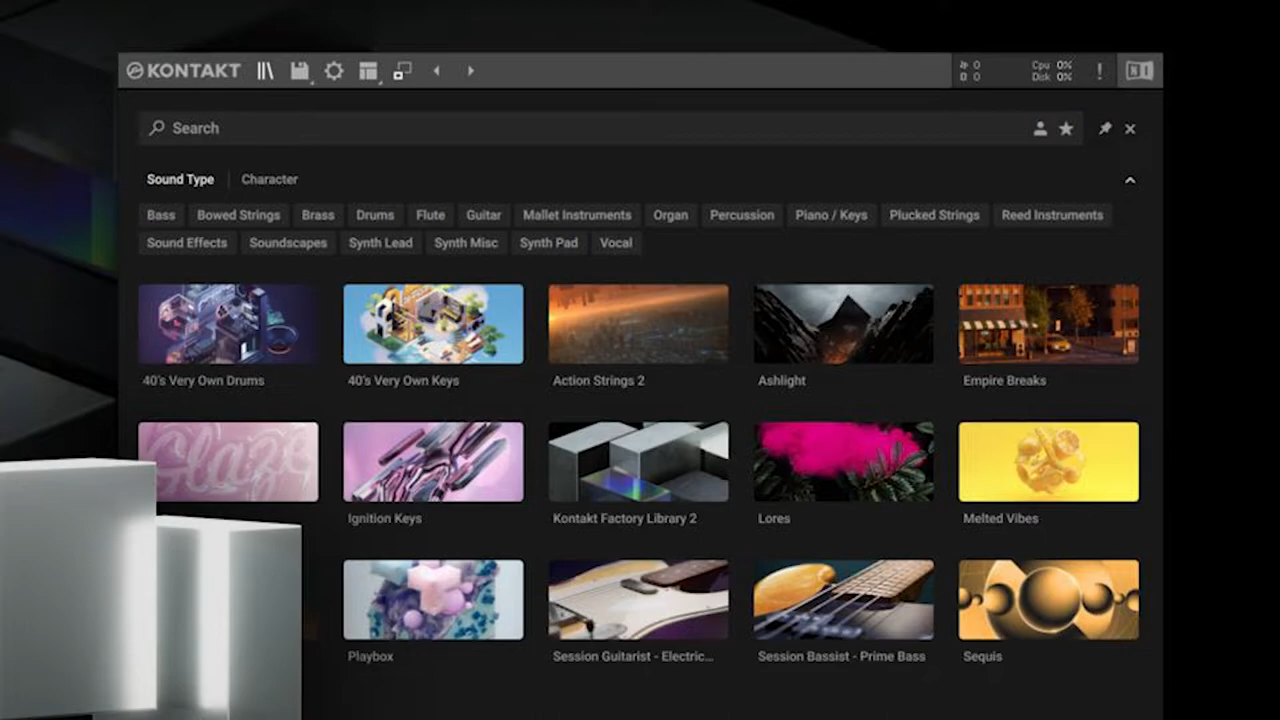 KONTAKT
0
0
Cpu 0%
Disk 0%
!
NI
Search
Sound Type | Character
Bass Bowed Strings Brass Drums Flute Guitar Mallet Instruments Organ Percussion Piano / Keys Plucked Strings Reed Instruments
Sound Effects Soundscapes Synth Lead Synth Misc Synth Pad Vocal
40's Very Own Drums 40's Very Own Keys Action Strings 2 Ashlight Empire Breaks
Glaze
Ignition Keys Kontakt Factory Library 2 Lores Melted Vibes
Playbox Session Guitarist - Electric... Session Bassist - Prime Bass Sequis